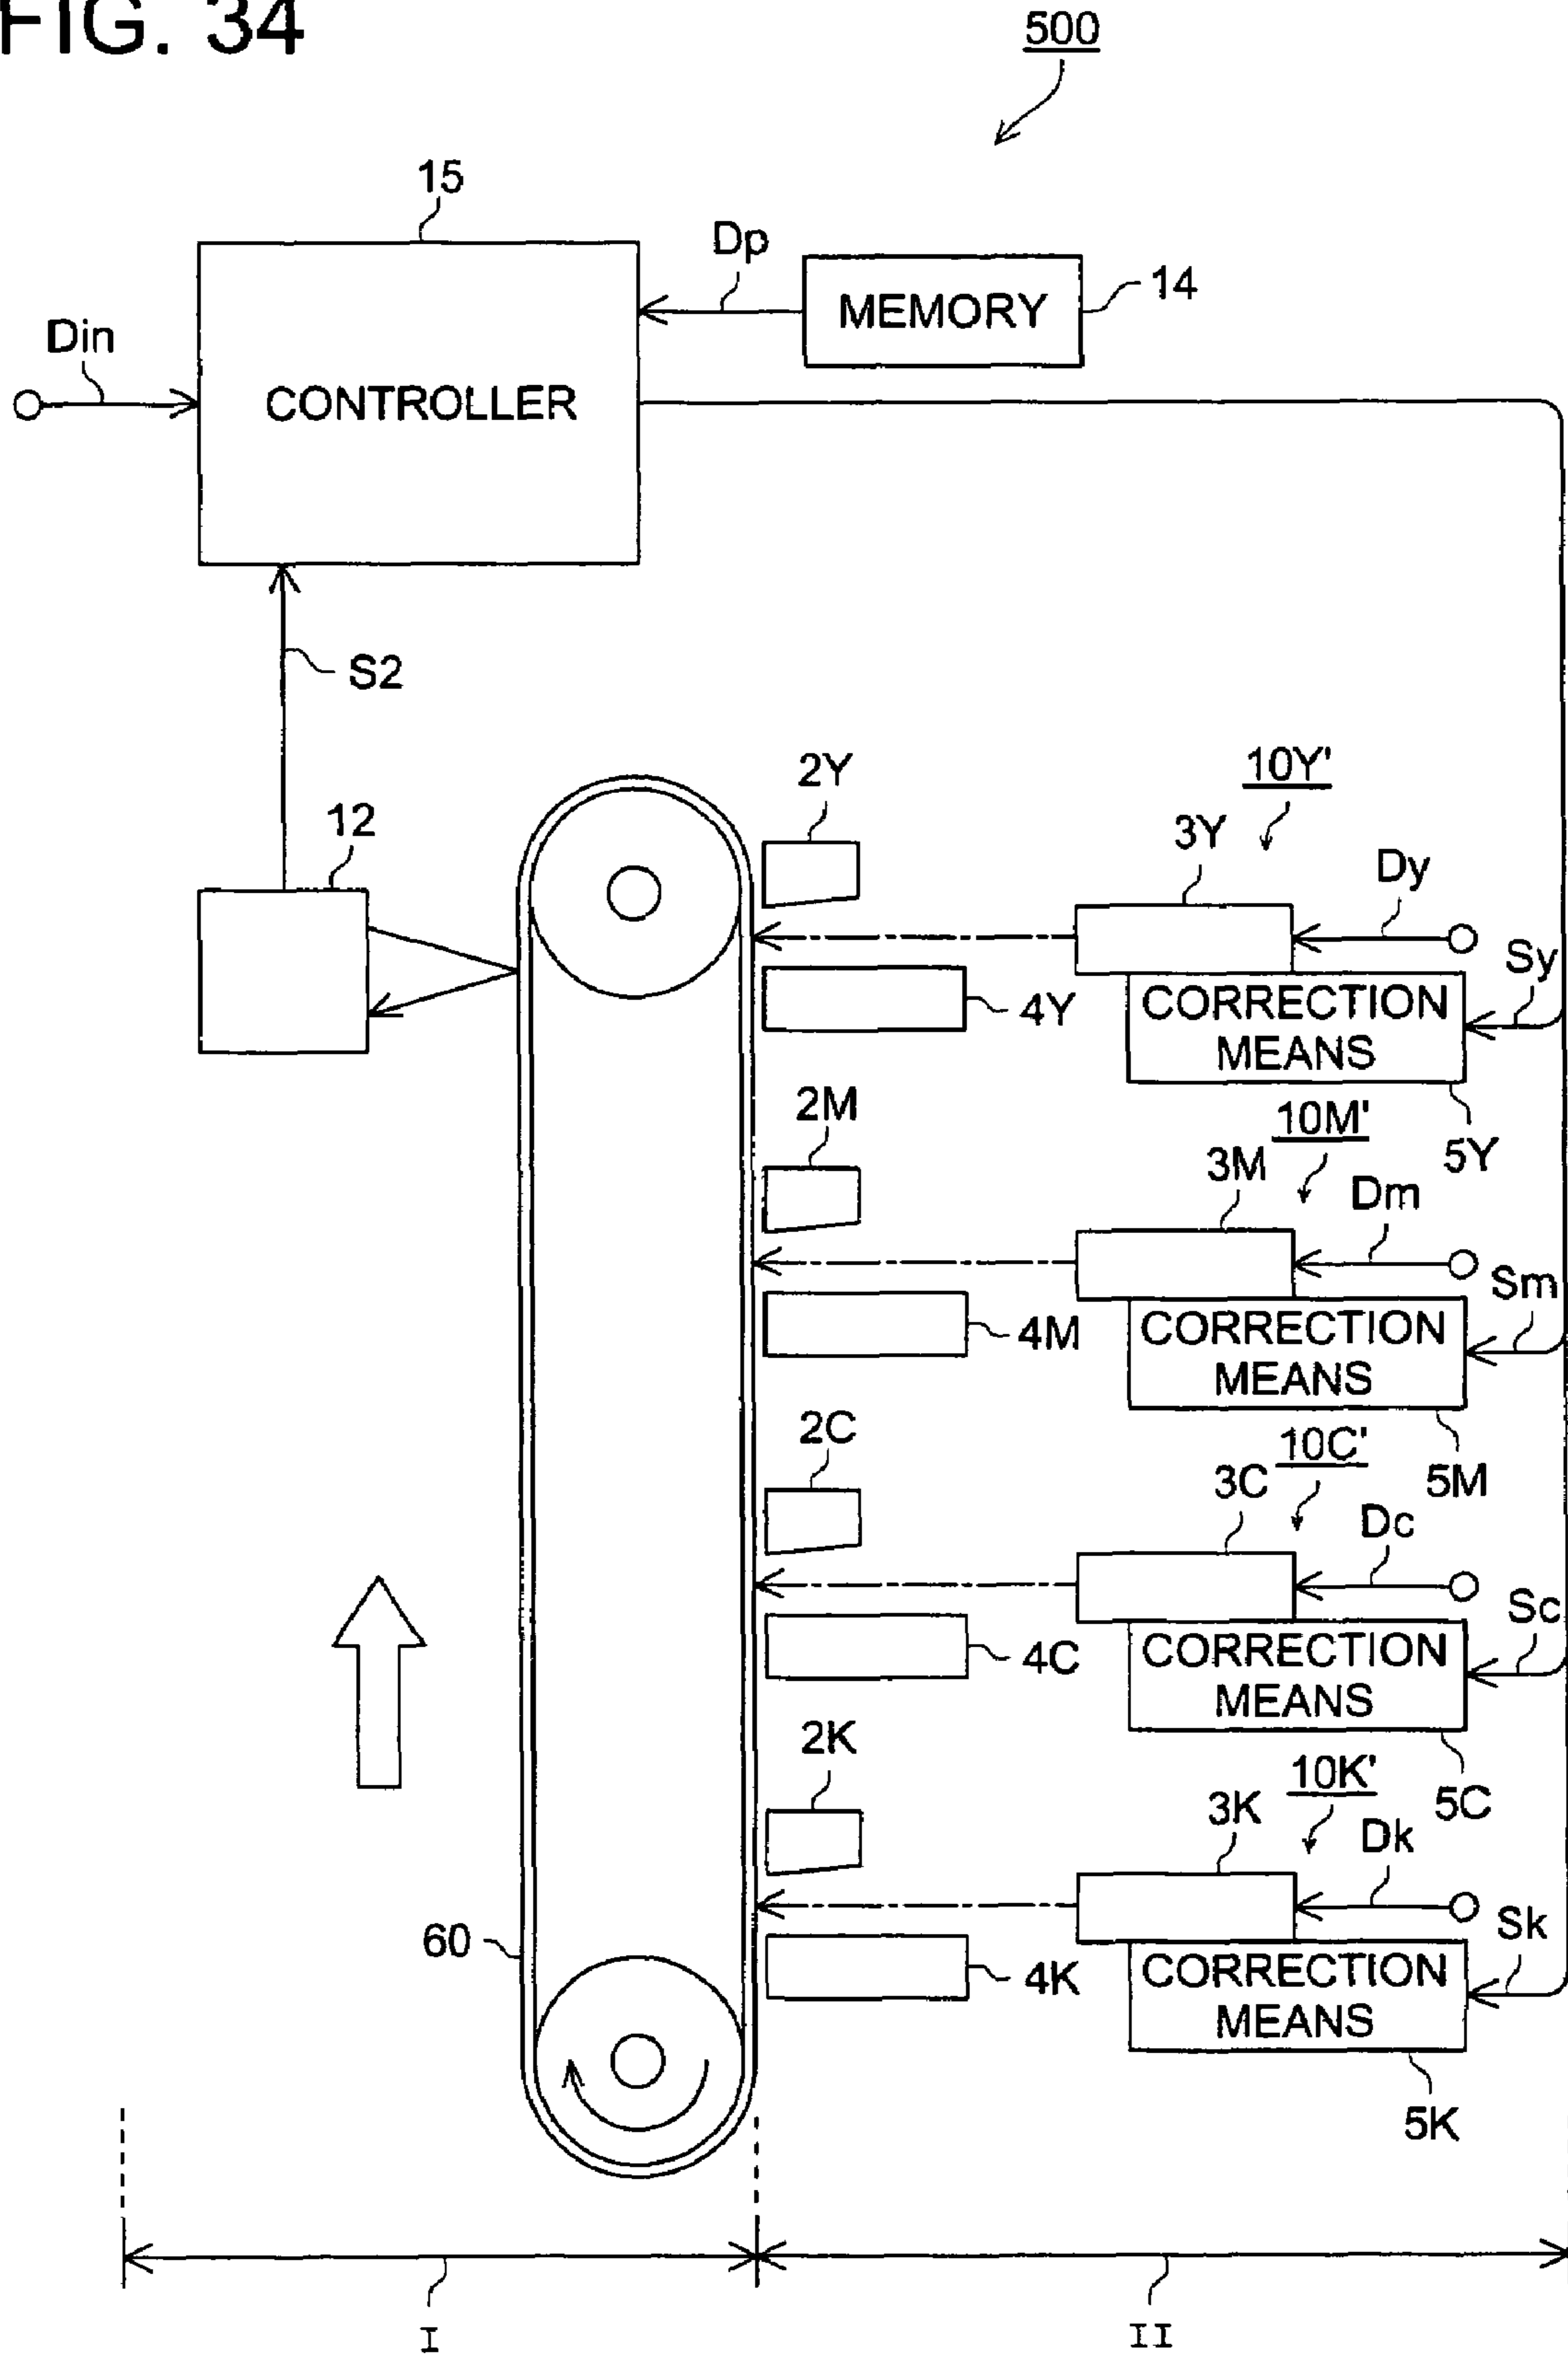 FIG. 34
500
15
Dp
MEMORY
14
Din
CONTROLLER
S2
12
2Y
10Y'
3Y
Dy
Sy
4Y
CORRECTION
MEANS
5Y
2M
10M'
3M
Dm
Sm
4M
CORRECTION
MEANS
5M
2C
10C'
3C
Dc
Sc
4C
CORRECTION
MEANS
5C
2K
10K'
3K
Dk
Sk
60
4K
CORRECTION
MEANS
5K
I
II